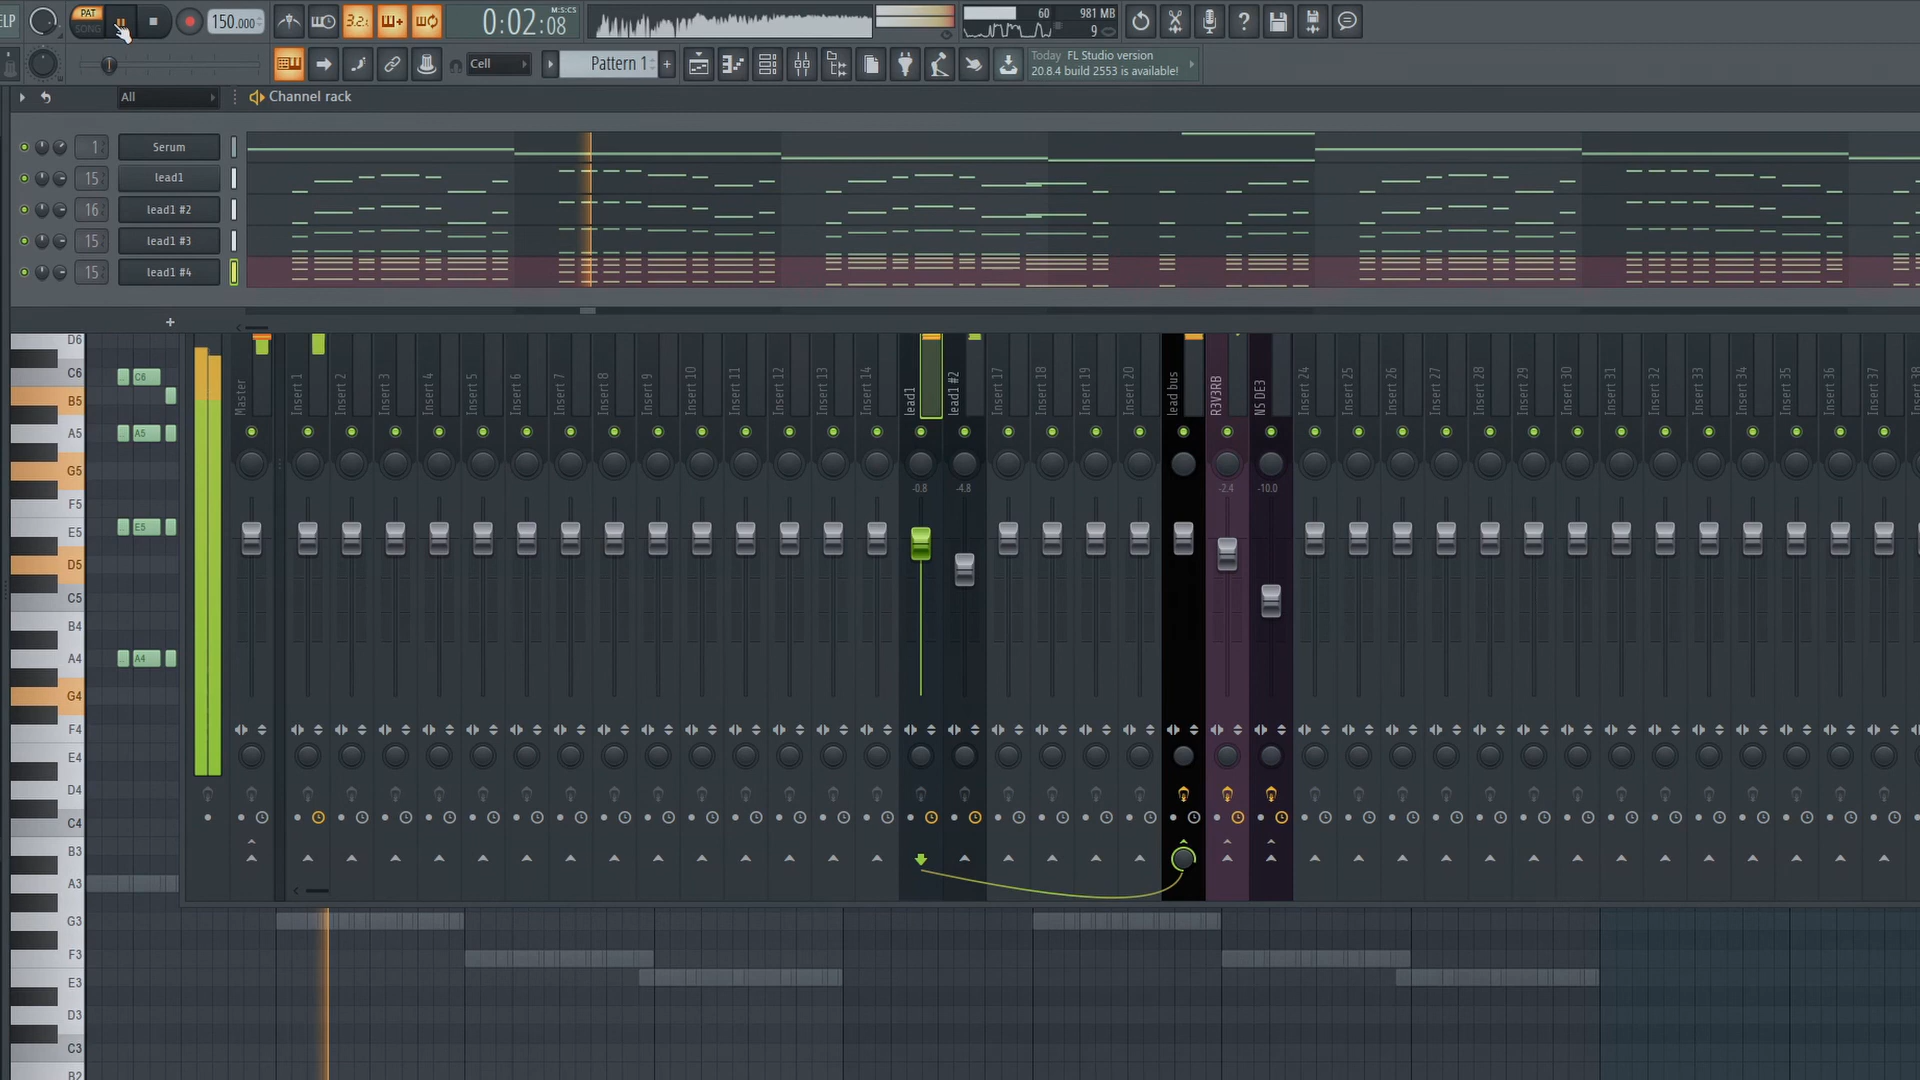 ELP
PAT
SONG
150.000
3.2.
0:02:08
M:S:CS
60
981 MB
9
Cell
Pattern 1
Today FL Studio version
20.8.4 build 2553 is available!
All
Channel rack
1 Serum
15 lead1
16 lead1 #2
15 lead1 #3
15 lead1 #4
D6
C6
B5
A5
G5
F5
E5
D5
C5
B4
A4
G4
F4
E4
D4
C4
B3
A3
G3
F3
E3
D3
C3
B2
C6
A5
E5
A4
Master
Insert 1
Insert 2
Insert 3
Insert 4
Insert 5
Insert 6
Insert 7
Insert 8
Insert 9
Insert 10
Insert 11
Insert 12
Insert 13
Insert 14
lead1
lead1 #2
Insert 17
Insert 18
Insert 19
Insert 20
lead bus
R3V3RB
NS DE3
Insert 24
Insert 25
Insert 26
Insert 27
Insert 28
Insert 29
Insert 30
Insert 31
Insert 32
Insert 33
Insert 34
Insert 35
Insert 36
Insert 37
-0.8
-4.8
-2.4
-10.0